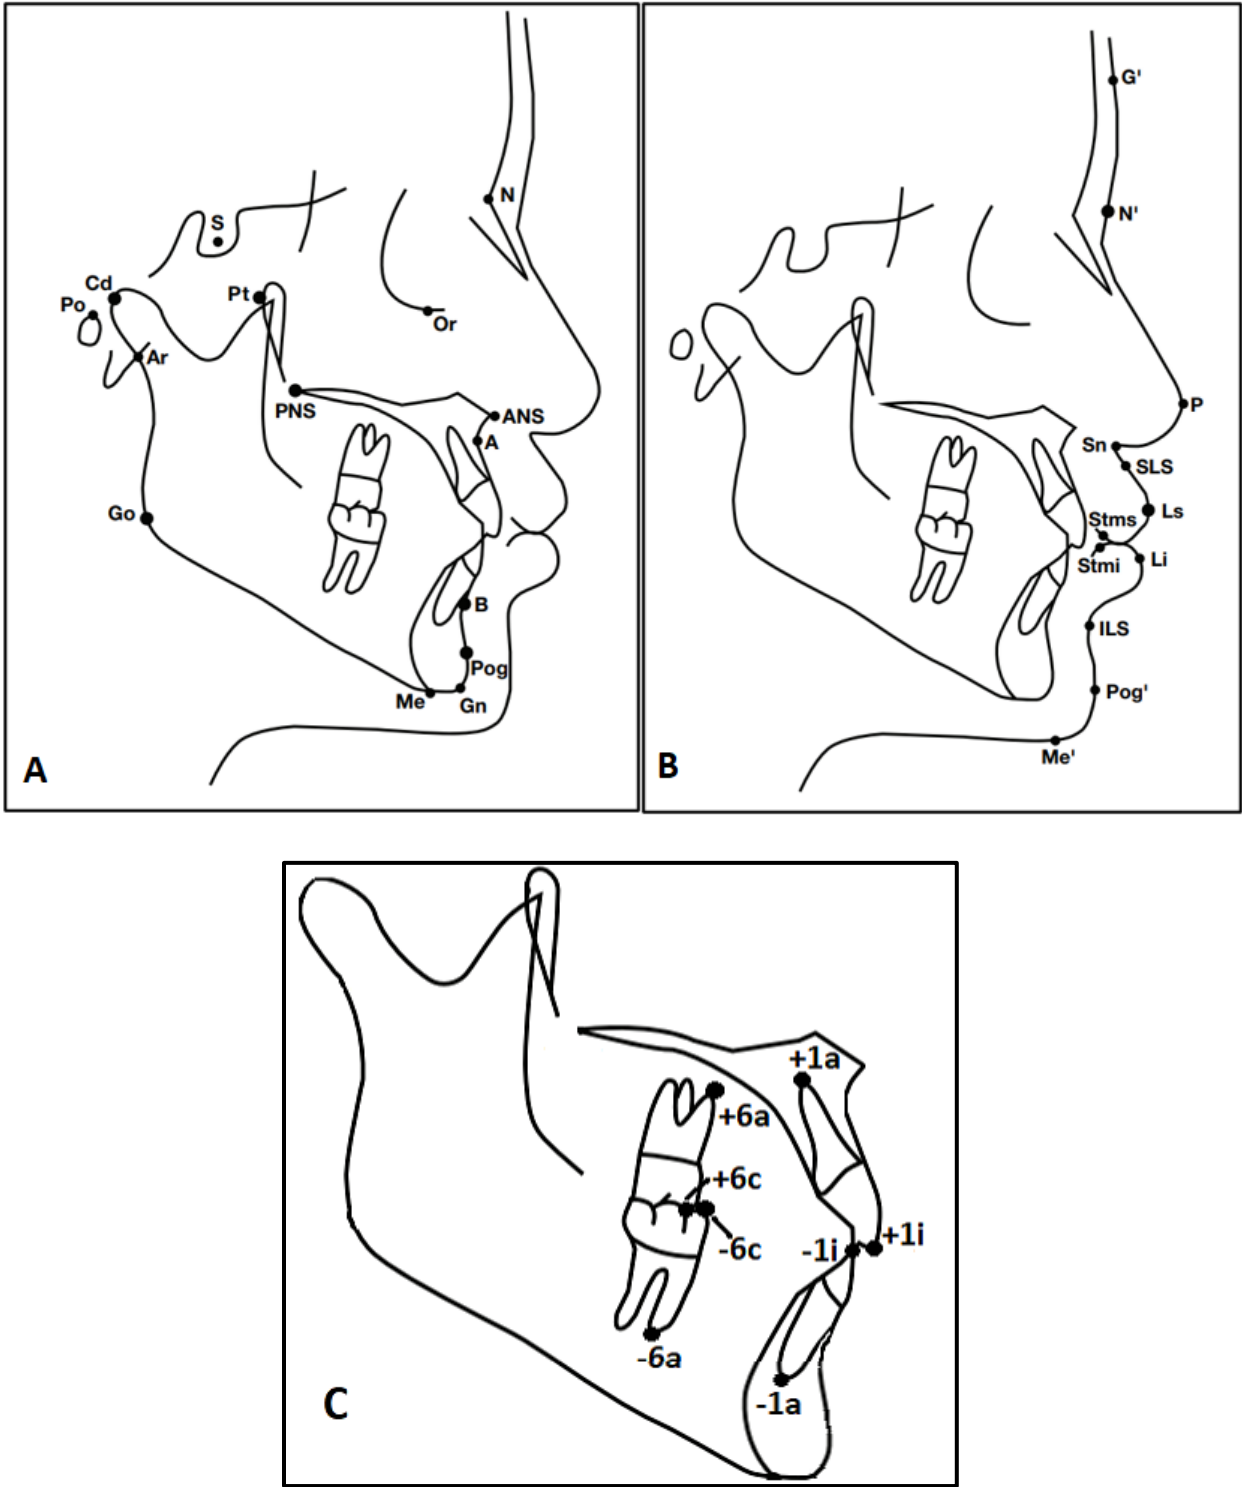 N
S
Cd
Pt
Po
Or
Ar
PNS
ANS
A
Go
B
Pog
Me
Gn
A
G'
N'
P
Sn
SLS
Ls
Stms
Stmi
Li
ILS
Pog'
Me'
B
+1a
+6a
+6c
-6c
-1i
+1i
-6a
-1a
C